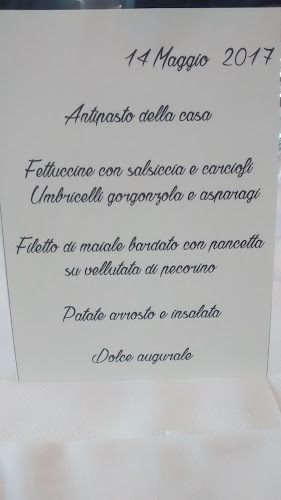 14 Maggio 2017
Antipasto della casa
Fettuccine con salsiccia e carciofi
Umbricelli gorgonzola e asparagi
Filetto di maiale bardato con pancetta
su vellutata di pecorino
Patate arrosto e insalata
Dolce augurale